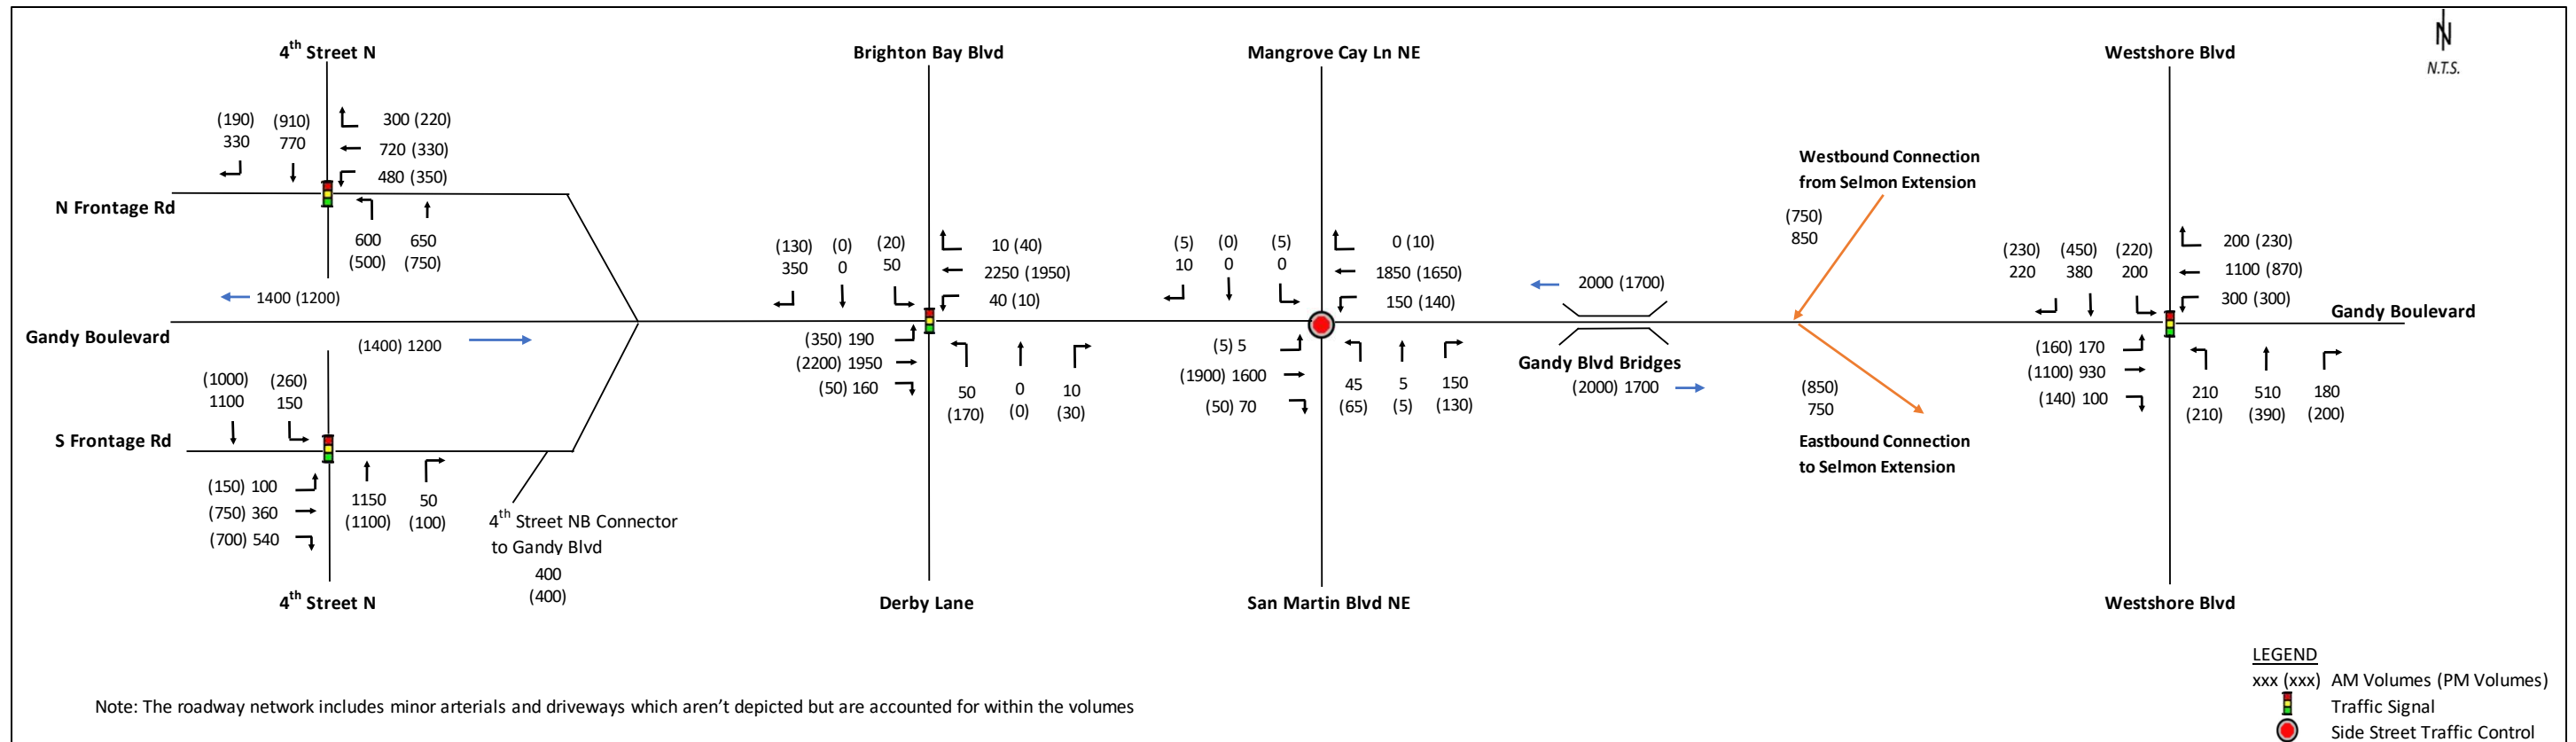 4th Street N
Brighton Bay Blvd
Mangrove Cay Ln NE
Westshore Blvd
N
N.T.S.
(190) (910)
330 770
300 (220)
720 (330)
480 (350)
N Frontage Rd
600 650
(500) (750)
1400 (1200)
Gandy Boulevard
(1400) 1200
(1000) (260)
1100 150
S Frontage Rd
(150) 100
(750) 360
(700) 540
1150 50
(1100) (100)
4th Street NB Connector
to Gandy Blvd
400
(400)
4th Street N
(130) (0) (20)
350 0 50
10 (40)
2250 (1950)
40 (10)
(350) 190
(2200) 1950
(50) 160
50 0 10
(170) (0) (30)
Derby Lane
(5) (0) (5)
10 0 0
0 (10)
1850 (1650)
150 (140)
(5) 5
(1900) 1600
(50) 70
45 5 150
(65) (5) (130)
San Martin Blvd NE
2000 (1700)
Gandy Blvd Bridges
(2000) 1700
Westbound Connection
from Selmon Extension
(750)
850
(850)
750
Eastbound Connection
to Selmon Extension
(230) (450) (220)
220 380 200
200 (230)
1100 (870)
300 (300)
Gandy Boulevard
(160) 170
(1100) 930
(140) 100
210 510 180
(210) (390) (200)
Westshore Blvd
LEGEND
xxx (xxx) AM Volumes (PM Volumes)
Traffic Signal
Side Street Traffic Control
Note: The roadway network includes minor arterials and driveways which aren’t depicted but are accounted for within the volumes